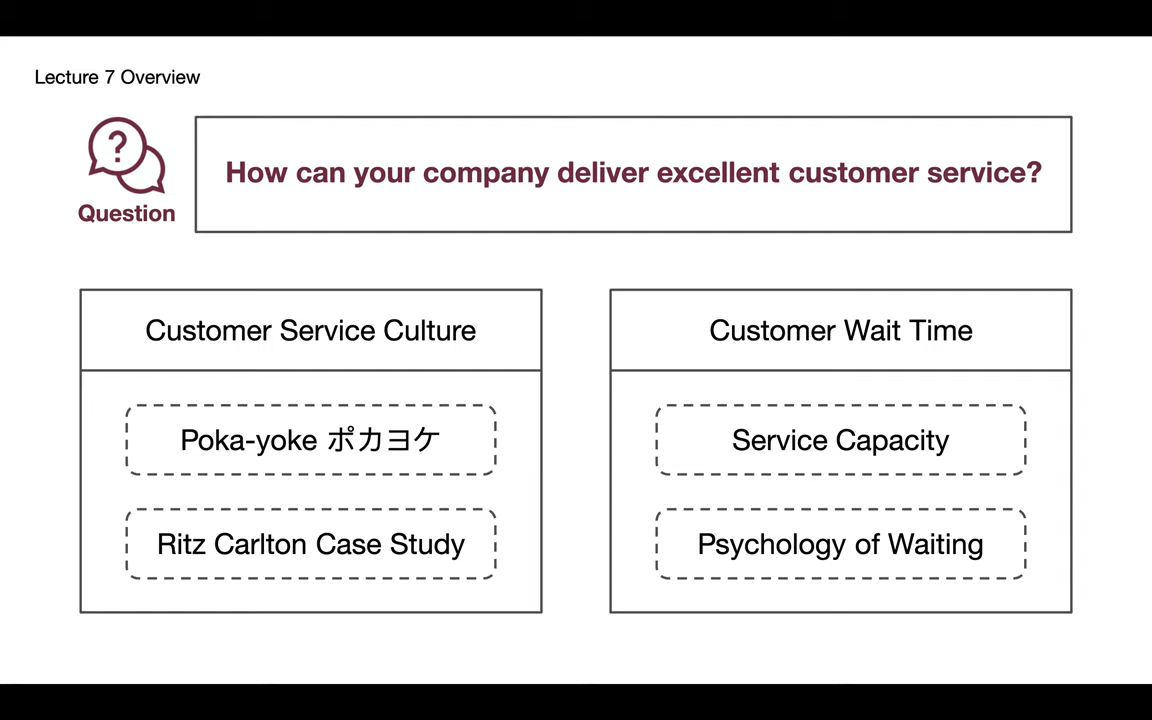 Lecture 7 Overview
?
Question
How can your company deliver excellent customer service?
Customer Service Culture
Poka-yoke ポカヨケ
Ritz Carlton Case Study
Customer Wait Time
Service Capacity
Psychology of Waiting